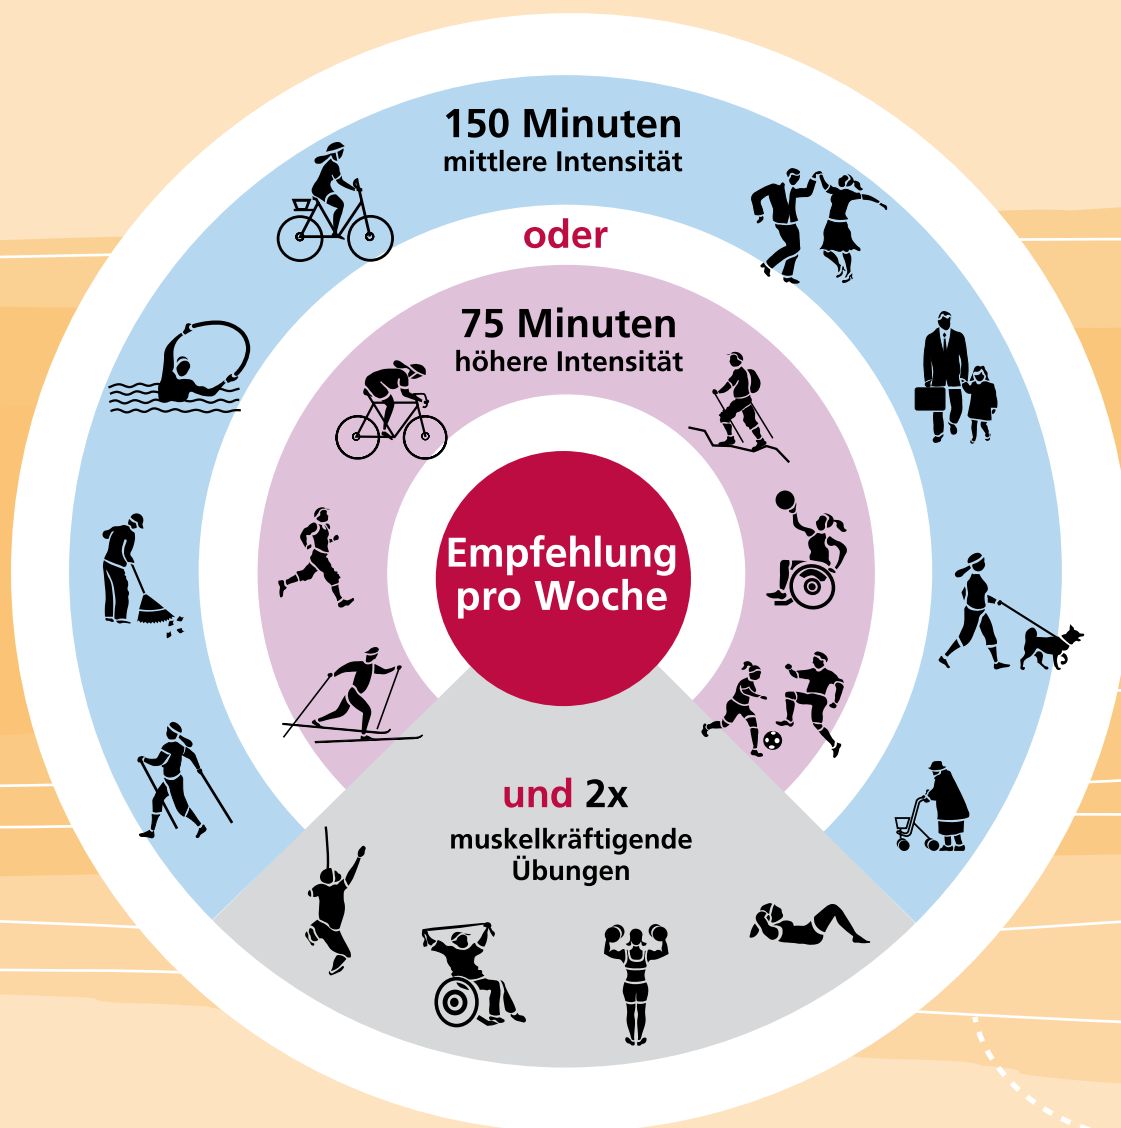 150 Minuten
mittlere Intensität
oder
75 Minuten
höhere Intensität
Empfehlung
pro Woche
und 2x
muskelkräftigende
Übungen